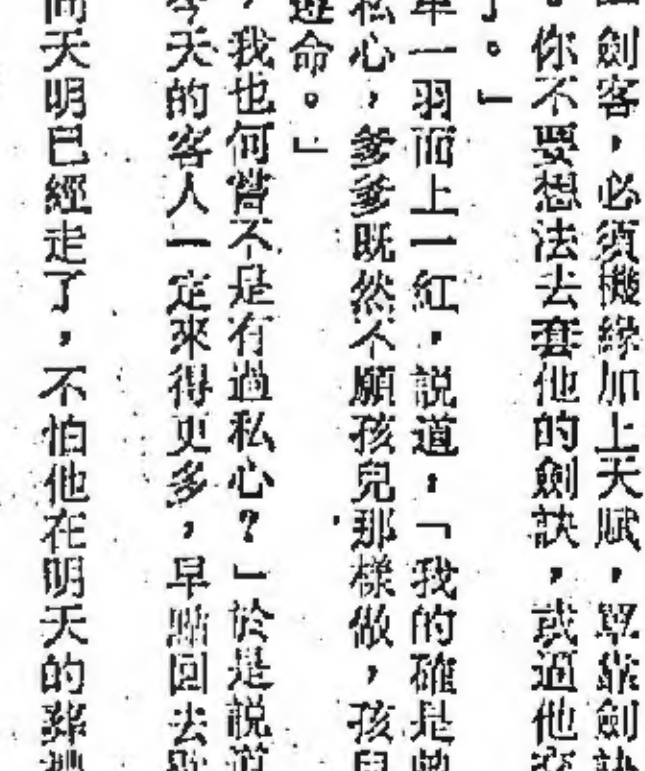 劍客，必須機緣加上天賦，單靠劍訣
。你不要想法去套他的劍訣，或逼他
了。」
單一羽面上一紅，說道，「我的確是曾
私心，爹爹既然不願孩兒那樣做，孩兒
遵命。」
，我也何嘗不是有過私心？」於是說道
今天的客人一定來得更多，早點回去
向天明已經走了，不怕他在明天的葬禮